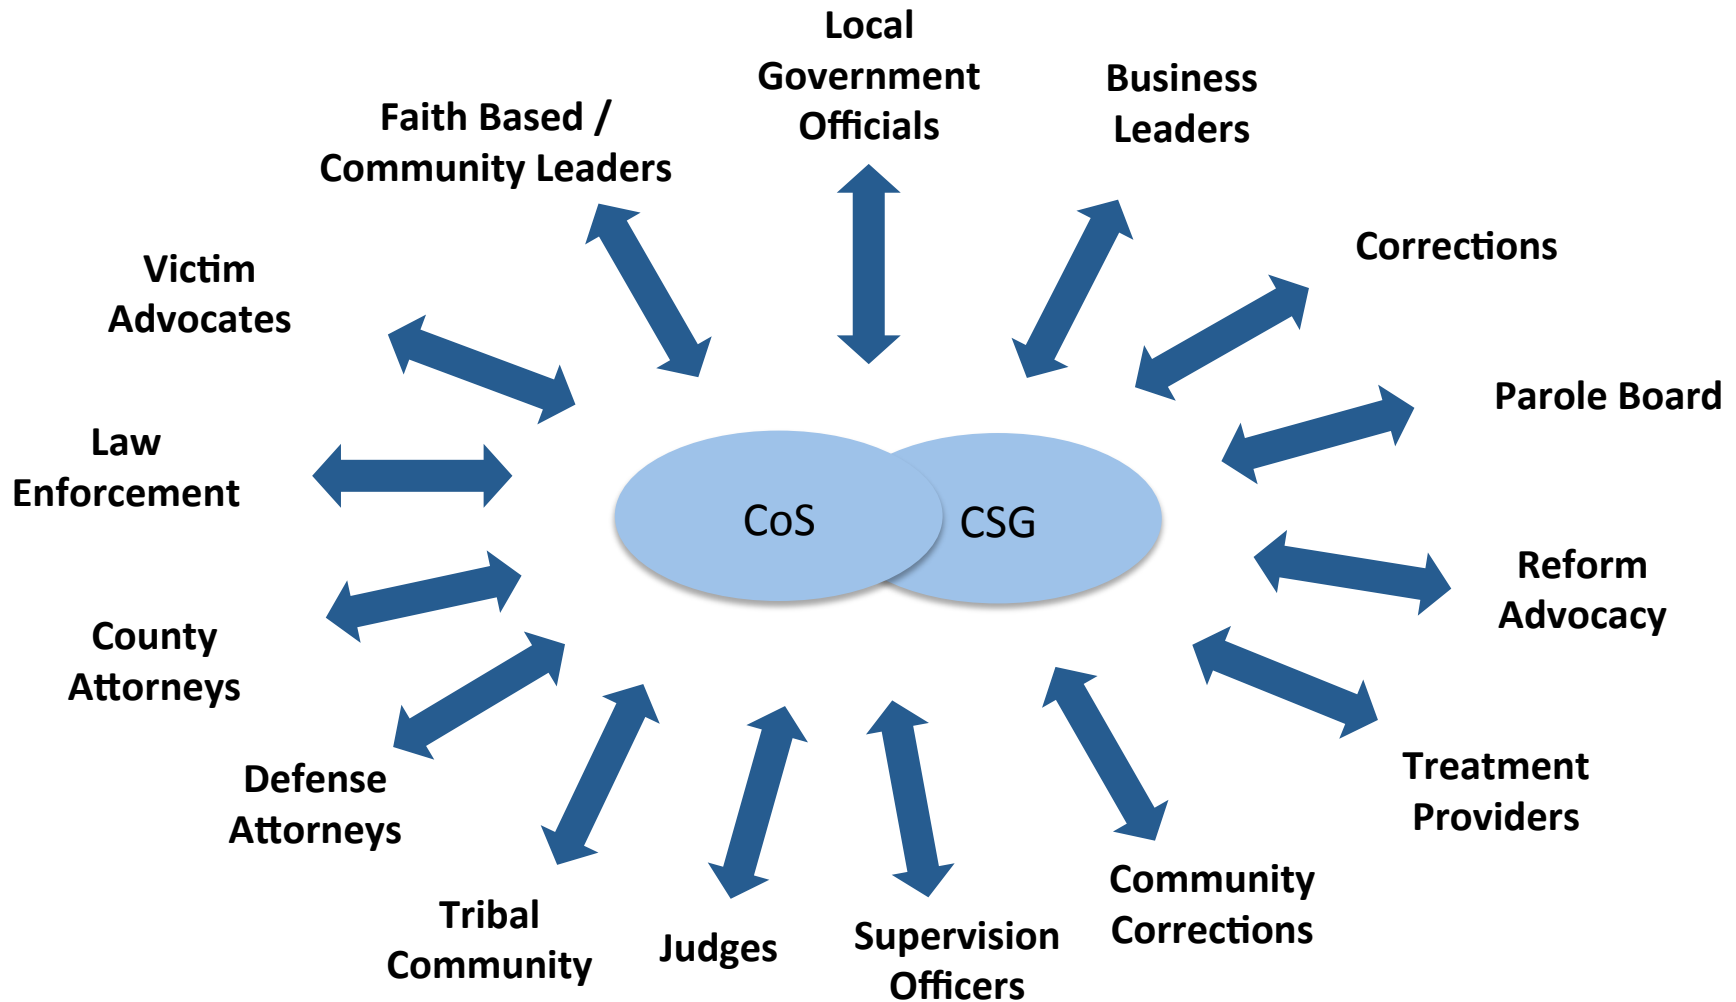 Local
Government
Officials
Business
Leaders
Faith Based /
Community Leaders
Corrections
Victim
Advocates
Parole Board
Law
Enforcement
CoS
CSG
Reform
Advocacy
County
Attorneys
Treatment
Providers
Defense
Attorneys
Community
Corrections
Tribal
Community
Judges
Supervision
Officers